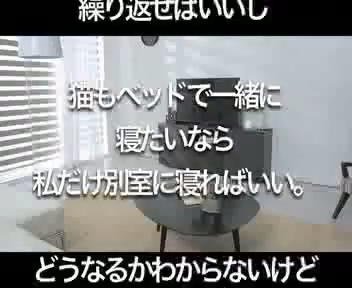 繰り返せばいいし
猫もベッドで一緒に
寝たいなら
私だけ別室に寝ればいい。
どうなるかわからないけど